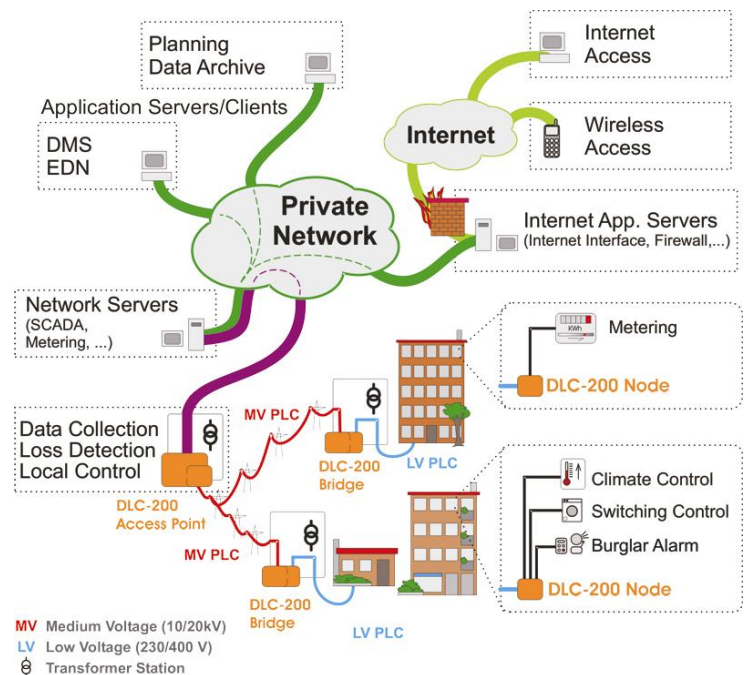 Planning
Data Archive
Application Servers/Clients
DMS
EDN
Internet
Access
Internet
Wireless
Access
Private
Network
Internet App. Servers
(Internet Interface, Firewall,...)
Network Servers
(SCADA,
Metering, ...)
KWh
Metering
DLC-200 Node
Data Collection
Loss Detection
Local Control
MV PLC
DLC-200
Bridge
LV PLC
DLC-200
Access Point
MV PLC
Climate Control
Switching Control
Burglar Alarm
DLC-200 Node
DLC-200
Bridge
LV PLC
MV Medium Voltage (10/20kV)
LV Low Voltage (230/400 V)
Transformer Station